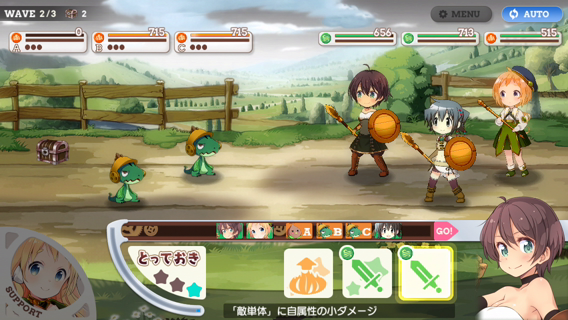 WAVE 2/3 2
MENU
AUTO
A 0
B 715
C 715
656
713
515
A B C GO!
とっておき
SUPPORT
「敵単体」に自属性の小ダメージ